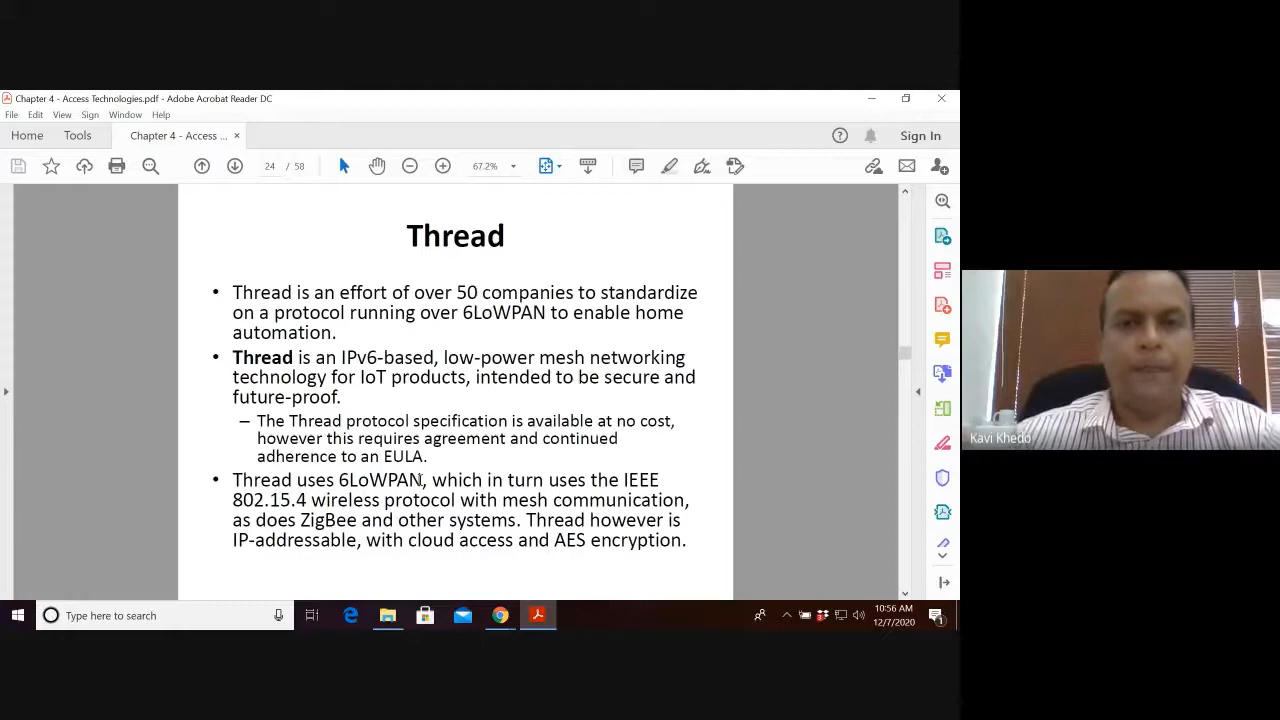 Chapter 4 - Access Technologies.pdf - Adobe Acrobat Reader DC
File Edit View Sign Window Help
Home Tools Chapter 4 - Access ... × Sign In
24 / 58 67.2%
Thread
• Thread is an effort of over 50 companies to standardize
on a protocol running over 6LoWPAN to enable home
automation.
• Thread is an IPv6-based, low-power mesh networking
technology for IoT products, intended to be secure and
future-proof.
– The Thread protocol specification is available at no cost,
however this requires agreement and continued
adherence to an EULA.
• Thread uses 6LoWPAN, which in turn uses the IEEE
802.15.4 wireless protocol with mesh communication,
as does ZigBee and other systems. Thread however is
IP-addressable, with cloud access and AES encryption.
Kavi Khedo
Type here to search
10:56 AM
12/7/2020
1